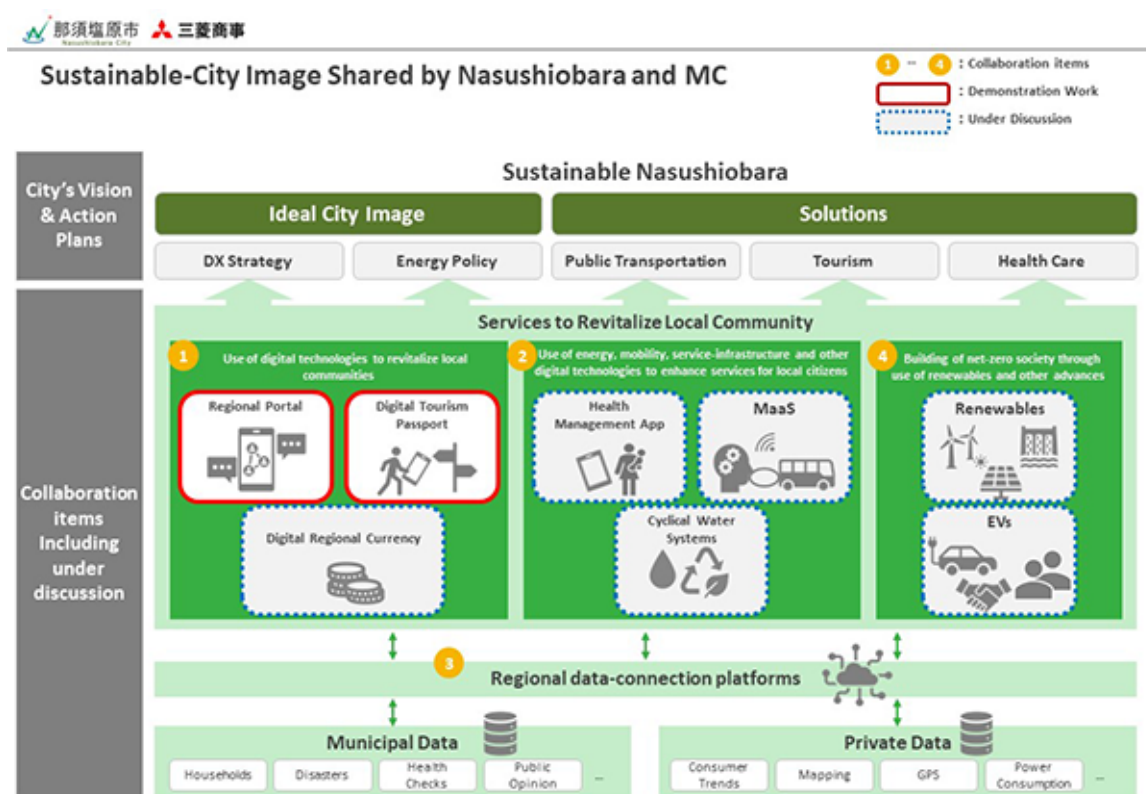 那須塩原市
Nasushiobara City
三菱商事
Sustainable-City Image Shared by Nasushiobara and MC
1 -- 4 : Collaboration items
: Demonstration Work
: Under Discussion
City's Vision
& Action
Plans
Sustainable Nasushiobara
Ideal City Image
Solutions
DX Strategy
Energy Policy
Public Transportation
Tourism
Health Care
Collaboration
items
Including
under
discussion
Services to Revitalize Local Community
1
Use of digital technologies to revitalize local
communities
Regional Portal
Digital Tourism
Passport
Digital Regional Currency
2
Use of energy, mobility, service-infrastructure and other
digital technologies to enhance services for local citizens
Health
Management App
MaaS
Cyclical Water
Systems
4
Building of net-zero society through
use of renewables and other advances
Renewables
EVs
3
Regional data-connection platforms
Municipal Data
Households
Disasters
Health
Checks
Public
Opinion
...
Private Data
Consumer
Trends
Mapping
GPS
Power
Consumption
...